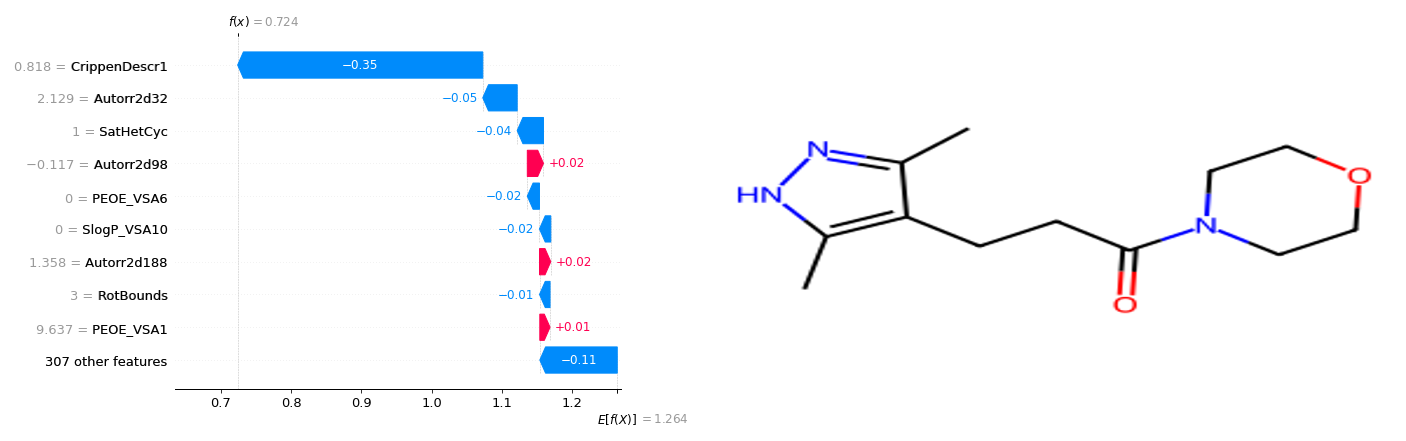 f(x) = 0.724
0.818 = CrippenDescr1
−0.35
2.129 = Autorr2d32
−0.05
1 = SatHetCyc
−0.04
−0.117 = Autorr2d98
+0.02
0 = PEOE_VSA6
−0.02
0 = SlogP_VSA10
−0.02
1.358 = Autorr2d188
+0.02
3 = RotBounds
−0.01
9.637 = PEOE_VSA1
+0.01
307 other features
−0.11
0.7 0.8 0.9 1.0 1.1 1.2
E[f(X)] = 1.264
N
HN
O
N
O